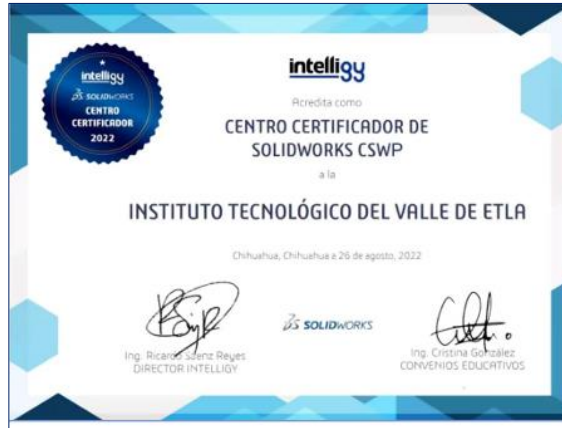 intelligy
SOLIDWORKS
CENTRO
CERTIFICADOR
2022
intelligy
Acredita como
CENTRO CERTIFICADOR DE
SOLIDWORKS CSWP
a la
INSTITUTO TECNOLÓGICO DEL VALLE DE ETLA
Chihuahua, Chihuahua a 26 de agosto, 2022
SOLIDWORKS
Ing. Ricardo Saenz Reyes
DIRECTOR INTELLIGY
Ing. Cristina González
CONVENIOS EDUCATIVOS